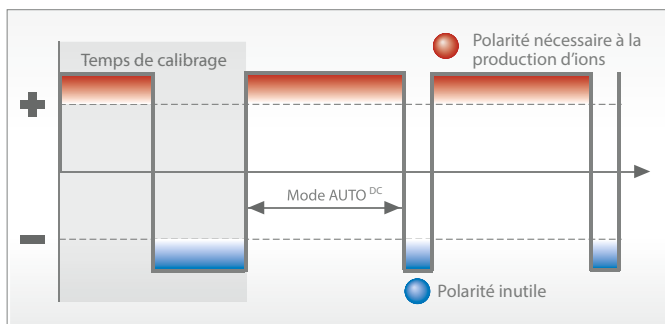 Temps de calibrage
Polarité nécessaire à la
production d'ions
+
Mode AUTO DC
−
Polarité inutile